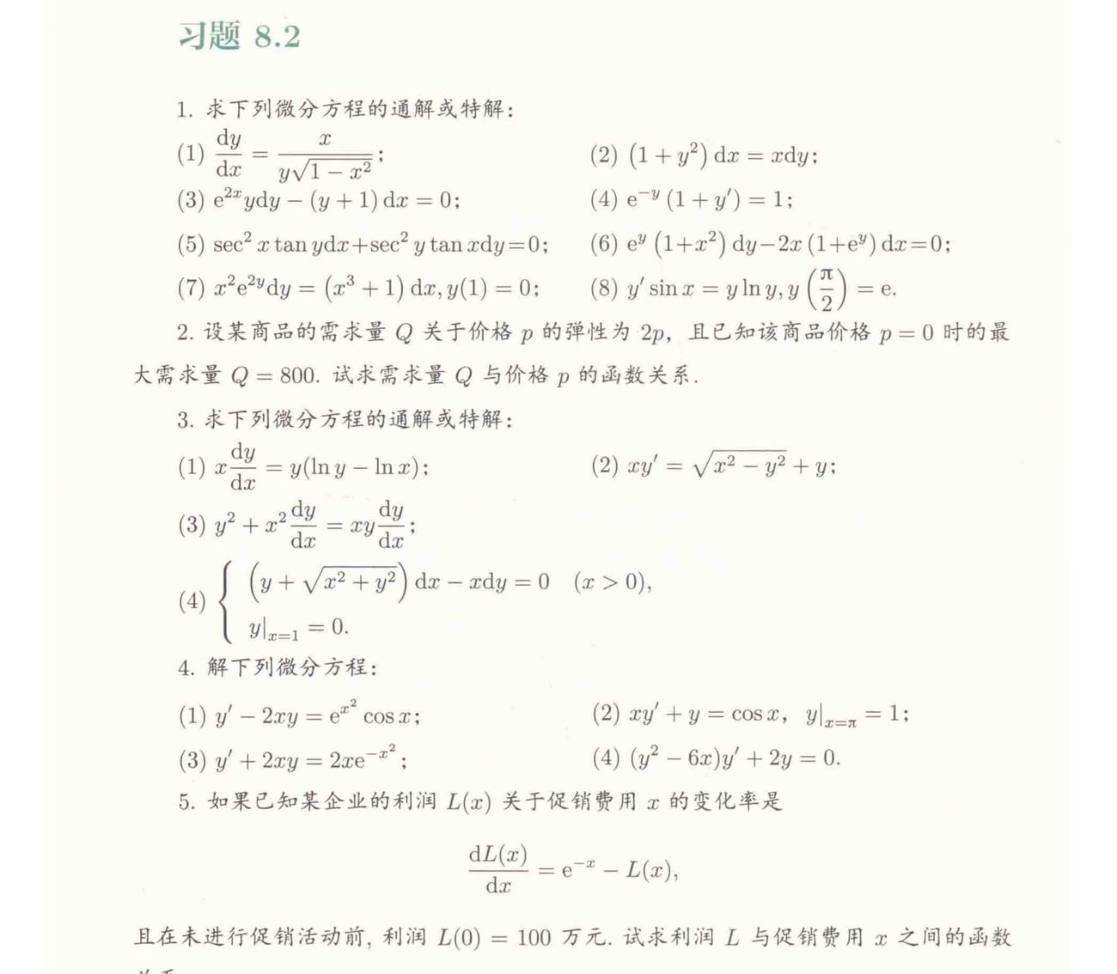 习题 8.2
1. 求下列微分方程的通解或特解:
(1) dy/dx = x/(y√(1 − x²)); (2) (1 + y²) dx = xdy;
(3) e²ˣydy − (y + 1) dx = 0; (4) e⁻ʸ (1 + y′) = 1;
(5) sec² x tan ydx+sec² y tan xdy=0; (6) eʸ (1+x²) dy−2x (1+eʸ) dx=0;
(7) x²e²ʸdy = (x³ + 1) dx, y(1) = 0; (8) y′ sin x = y ln y, y (π/2) = e.
2. 设某商品的需求量 Q 关于价格 p 的弹性为 2p, 且已知该商品价格 p = 0 时的最
大需求量 Q = 800. 试求需求量 Q 与价格 p 的函数关系.
3. 求下列微分方程的通解或特解:
(1) x dy/dx = y(ln y − ln x); (2) xy′ = √(x² − y²) + y;
(3) y² + x² dy/dx = xy dy/dx;
(4) { (y + √(x² + y²)) dx − xdy = 0 (x > 0),
y|ₓ₌₁ = 0.
4. 解下列微分方程:
(1) y′ − 2xy = e^(x²) cos x; (2) xy′ + y = cos x, y|ₓ₌π = 1;
(3) y′ + 2xy = 2xe^(−x²); (4) (y² − 6x)y′ + 2y = 0.
5. 如果已知某企业的利润 L(x) 关于促销费用 x 的变化率是
dL(x)/dx = e⁻ˣ − L(x),
且在未进行促销活动前, 利润 L(0) = 100 万元. 试求利润 L 与促销费用 x 之间的函数